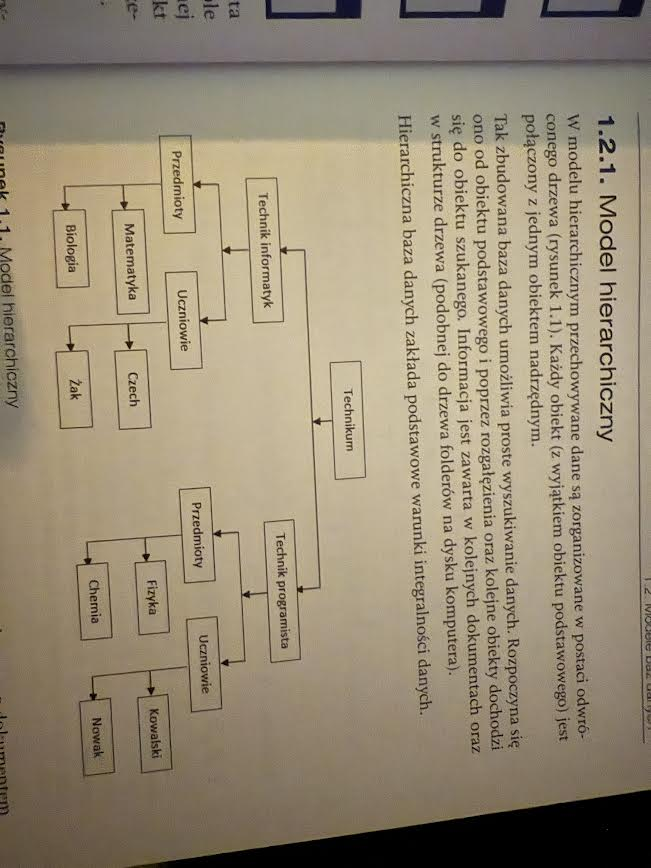 1.2.1. Model hierarchiczny
W modelu hierarchicznym przechowywane dane są zorganizowane w postaci odwró-
conego drzewa (rysunek 1.1). Każdy obiekt (z wyjątkiem obiektu podstawowego) jest
połączony z jednym obiektem nadrzędnym.
Tak zbudowana baza danych umożliwia proste wyszukiwanie danych. Rozpoczyna się
ono od obiektu podstawowego i poprzez rozgałęzienia oraz kolejne obiekty dochodzi
się do obiektu szukanego. Informacja jest zawarta w kolejnych dokumentach oraz
w strukturze drzewa (podobnej do drzewa folderów na dysku komputera).
Hierarchiczna baza danych zakłada podstawowe warunki integralności danych.
Technikum
Technik informatyk
Technik programista
Przedmioty
Uczniowie
Przedmioty
Uczniowie
Matematyka
Czech
Fizyka
Kowalski
Biologia
Żak
Chemia
Nowak
Rysunek 1.1. Model hierarchiczny